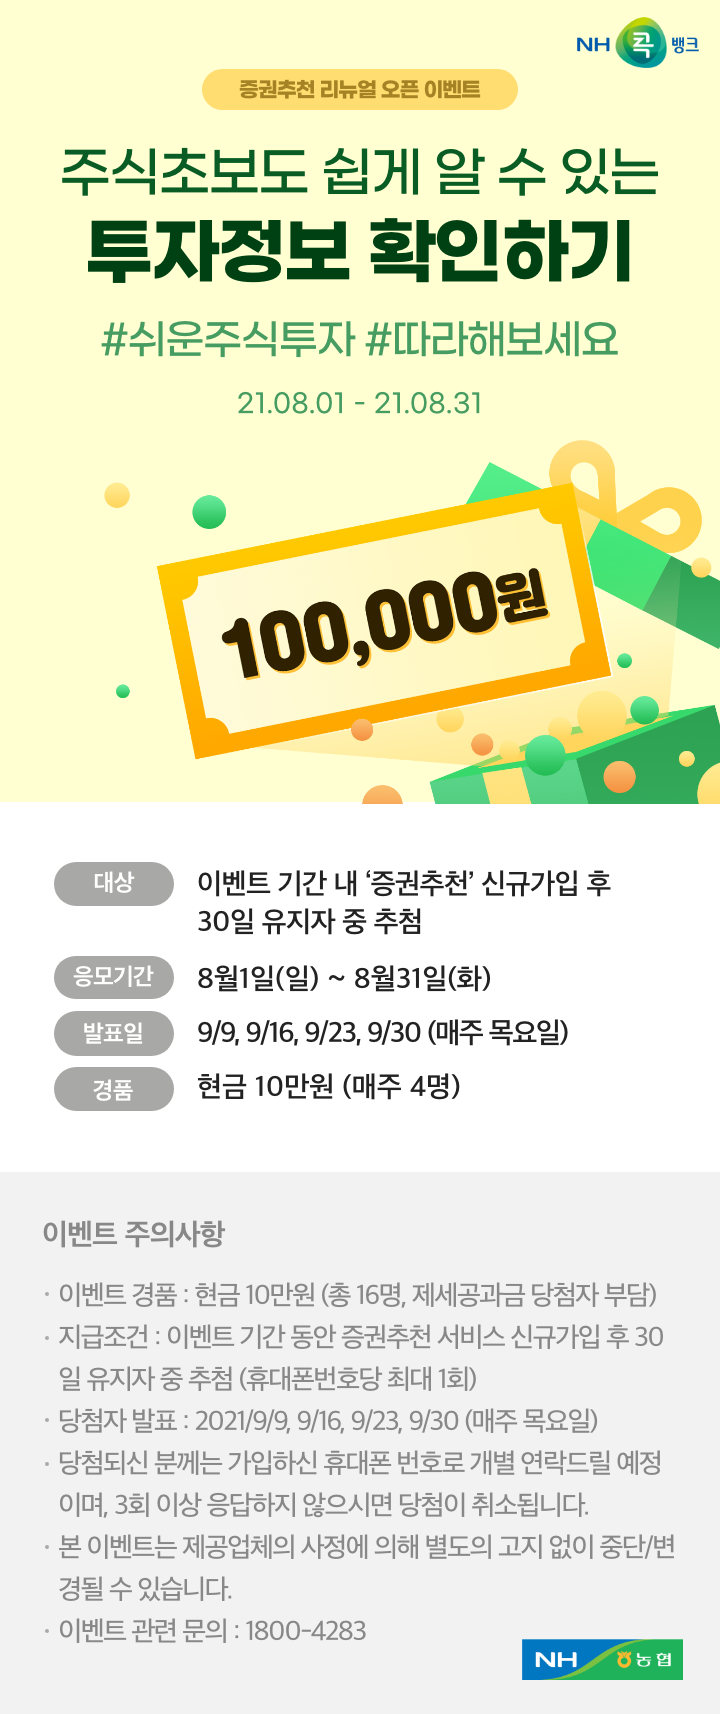 NH 콕 뱅크
증권추천 리뉴얼 오픈 이벤트
주식초보도 쉽게 알 수 있는
투자정보 확인하기
#쉬운주식투자 #따라해보세요
21.08.01 - 21.08.31
100,000원
대상
이벤트 기간 내 ‘증권추천’ 신규가입 후
30일 유지자 중 추첨
응모기간
8월1일(일) ~ 8월31일(화)
발표일
9/9, 9/16, 9/23, 9/30 (매주 목요일)
경품
현금 10만원 (매주 4명)
이벤트 주의사항
· 이벤트 경품 : 현금 10만원 (총 16명, 제세공과금 당첨자 부담)
· 지급조건 : 이벤트 기간 동안 증권추천 서비스 신규가입 후 30
일 유지자 중 추첨 (휴대폰번호당 최대 1회)
· 당첨자 발표 : 2021/9/9, 9/16, 9/23, 9/30 (매주 목요일)
· 당첨되신 분께는 가입하신 휴대폰 번호로 개별 연락드릴 예정
이며, 3회 이상 응답하지 않으시면 당첨이 취소됩니다.
· 본 이벤트는 제공업체의 사정에 의해 별도의 고지 없이 중단/변
경될 수 있습니다.
· 이벤트 관련 문의 : 1800-4283
NH 농협